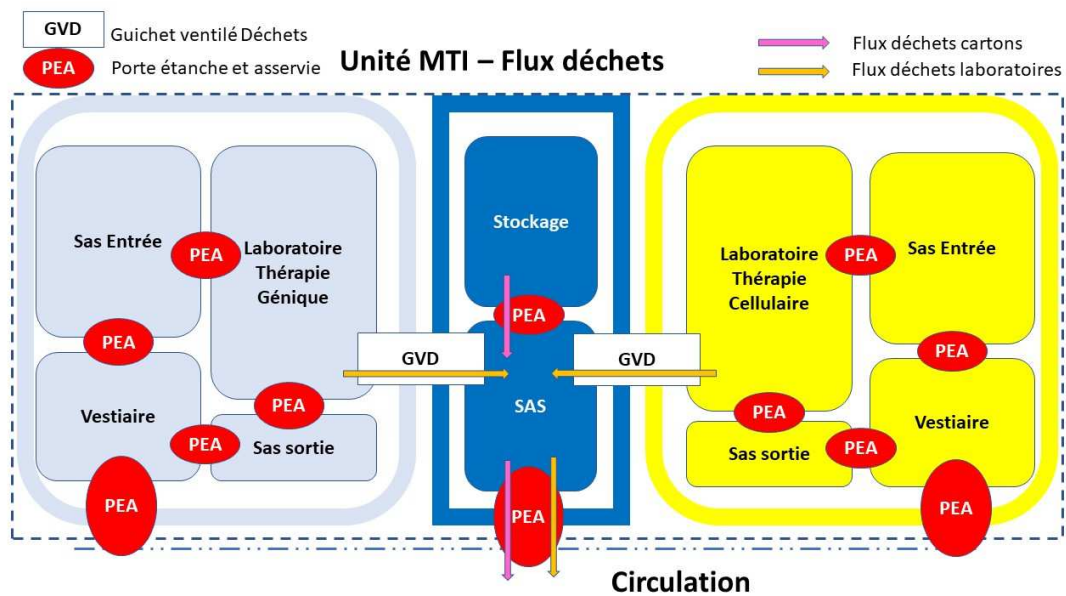 GVD
Guichet ventilé Déchets
PEA
Porte étanche et asservie
Unité MTI – Flux déchets
Flux déchets cartons
Flux déchets laboratoires
Sas Entrée
PEA
Laboratoire
Thérapie
Génique
PEA
Vestiaire
PEA
PEA
Sas sortie
PEA
GVD
Stockage
PEA
SAS
PEA
GVD
Laboratoire
Thérapie
Cellulaire
PEA
Sas Entrée
PEA
PEA
Sas sortie
PEA
Vestiaire
PEA
Circulation